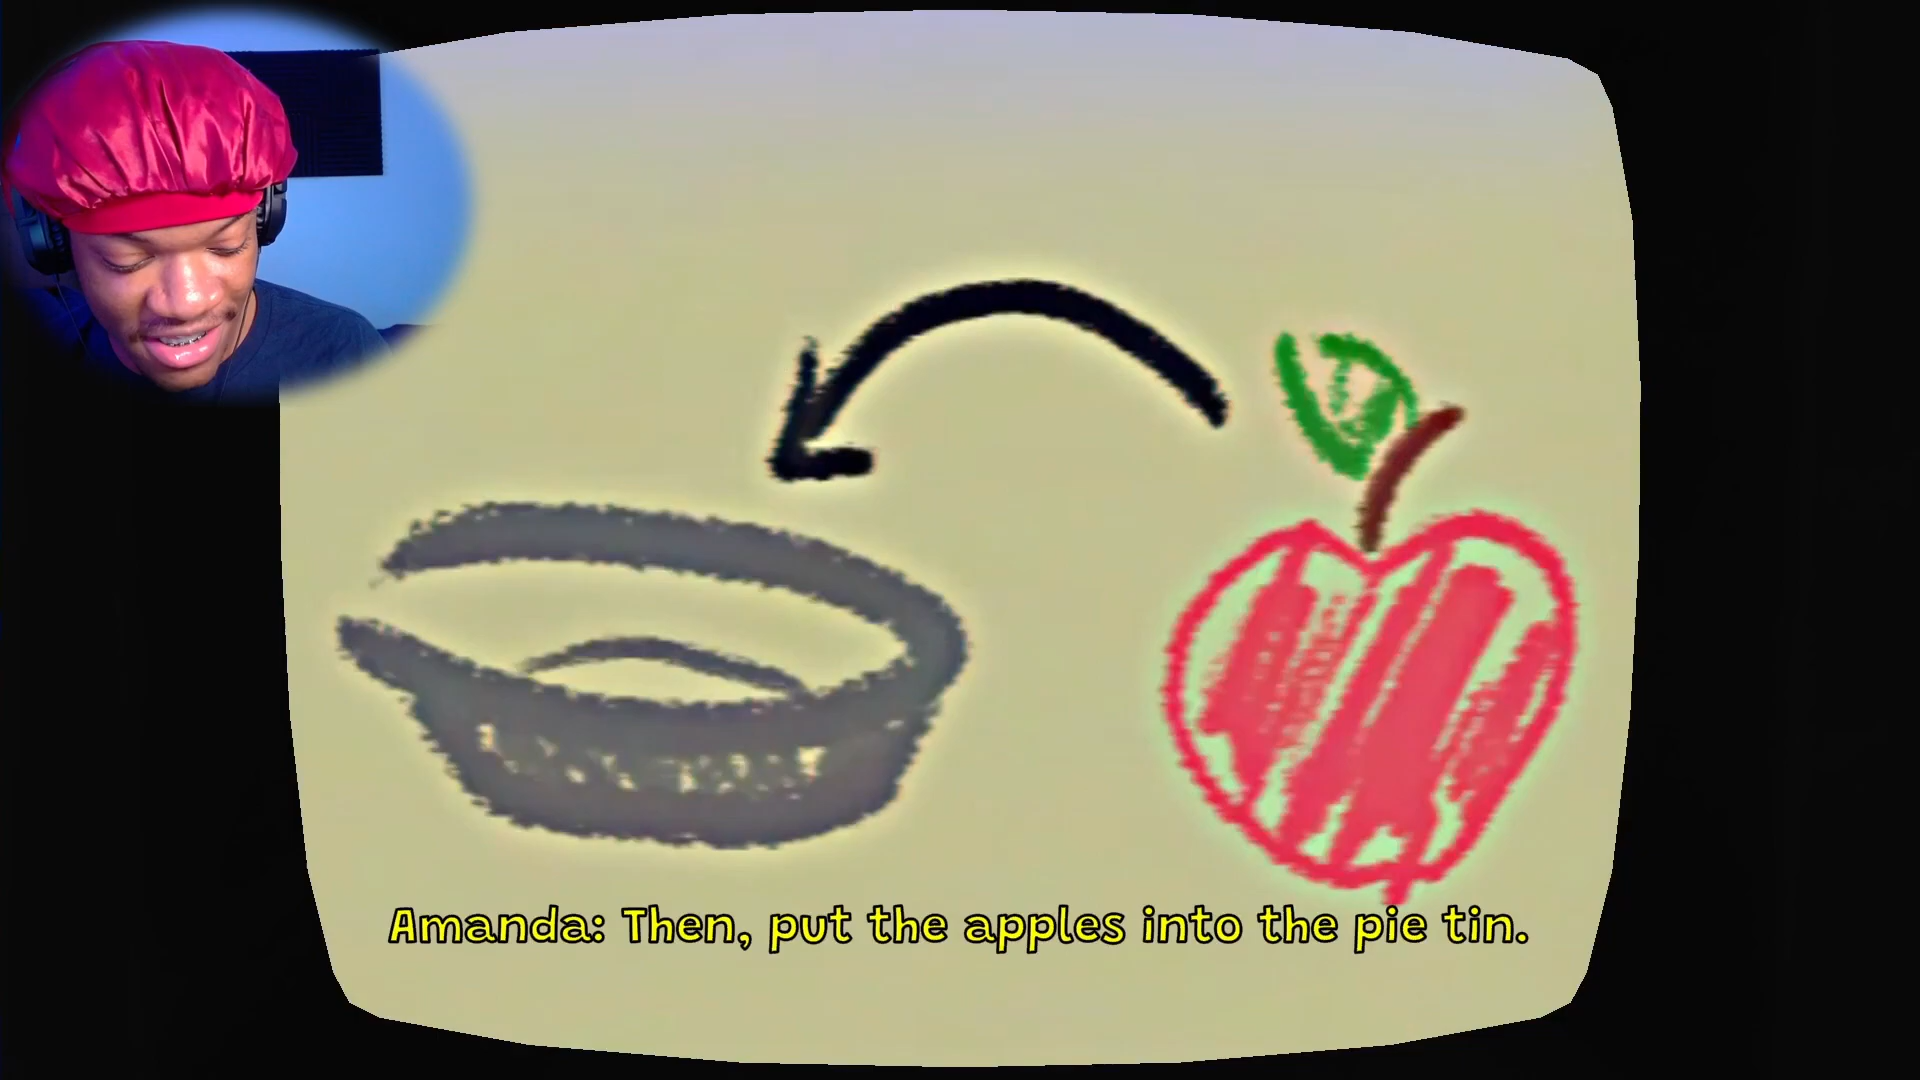 Amanda: Then, put the apples into the pie tin.